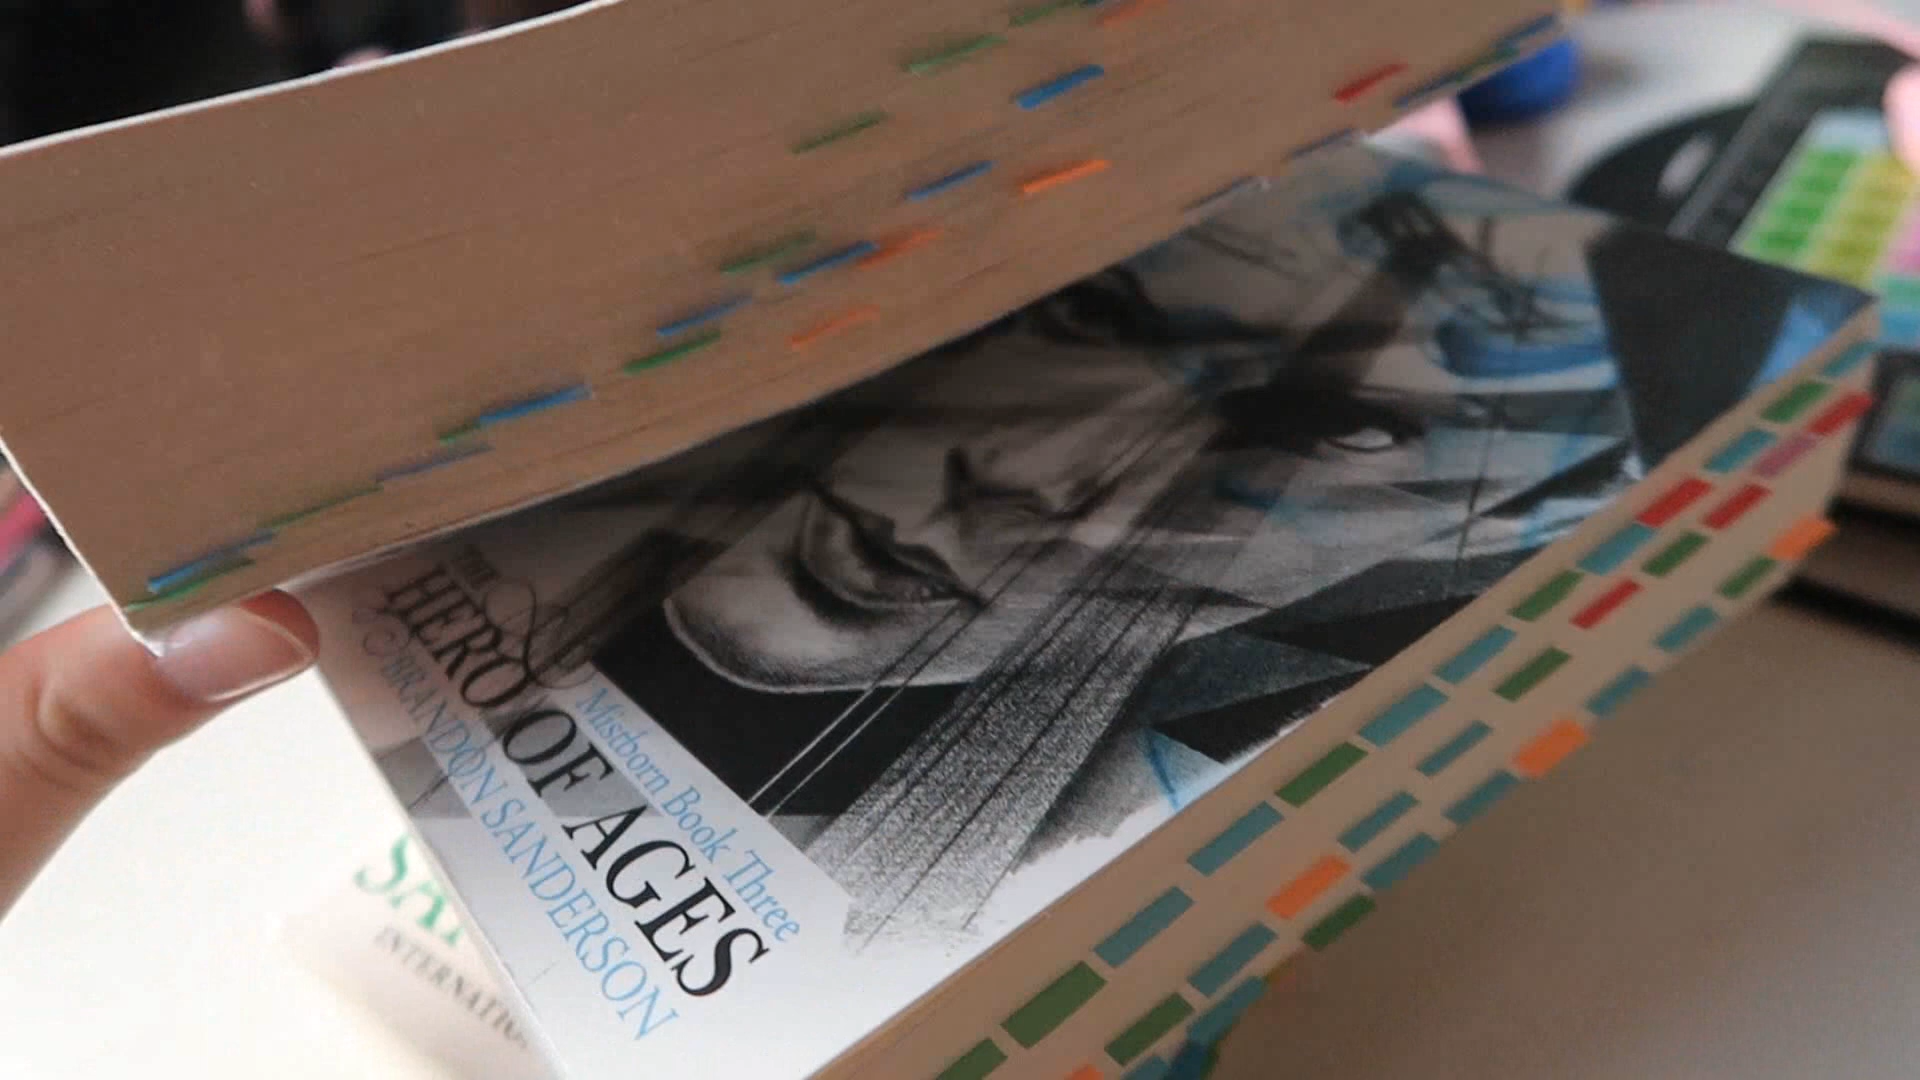 THE
HERO OF AGES
Mistborn Book Three
BRANDON SANDERSON